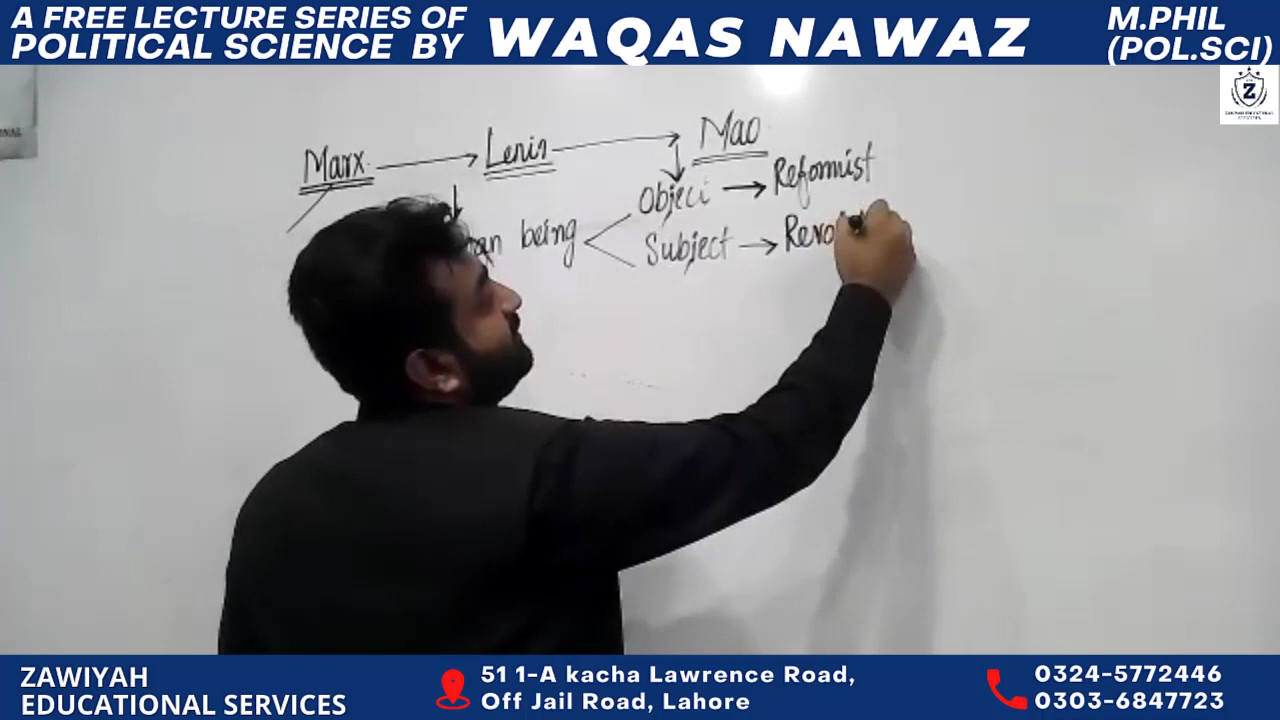 A FREE LECTURE SERIES OF
POLITICAL SCIENCE BY
WAQAS NAWAZ
M.PHIL
(POL.SCI)
Z
Marx → Lenin → Mao
Object → Reformist
being
Subject → Revo
ZAWIYAH
EDUCATIONAL SERVICES
51 1-A kacha Lawrence Road,
Off Jail Road, Lahore
0324-5772446
0303-6847723